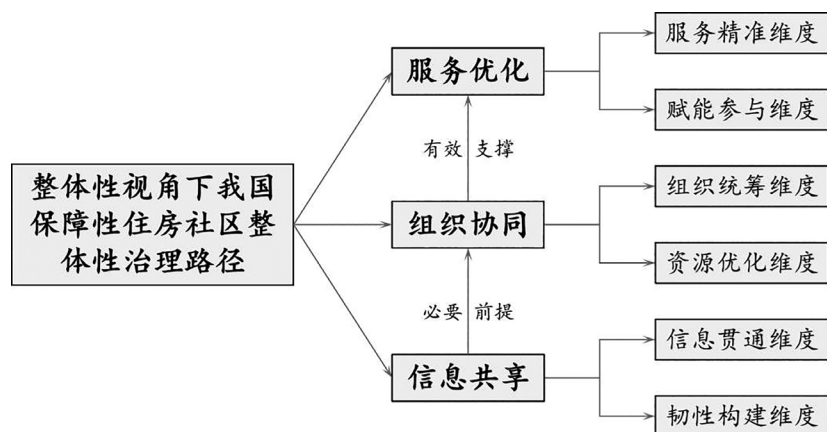 服务精准维度
服务优化
赋能参与维度
有效 支撑
整体性视角下我国
保障性住房社区整
体性治理路径
组织统筹维度
组织协同
资源优化维度
必要 前提
信息贯通维度
信息共享
韧性构建维度